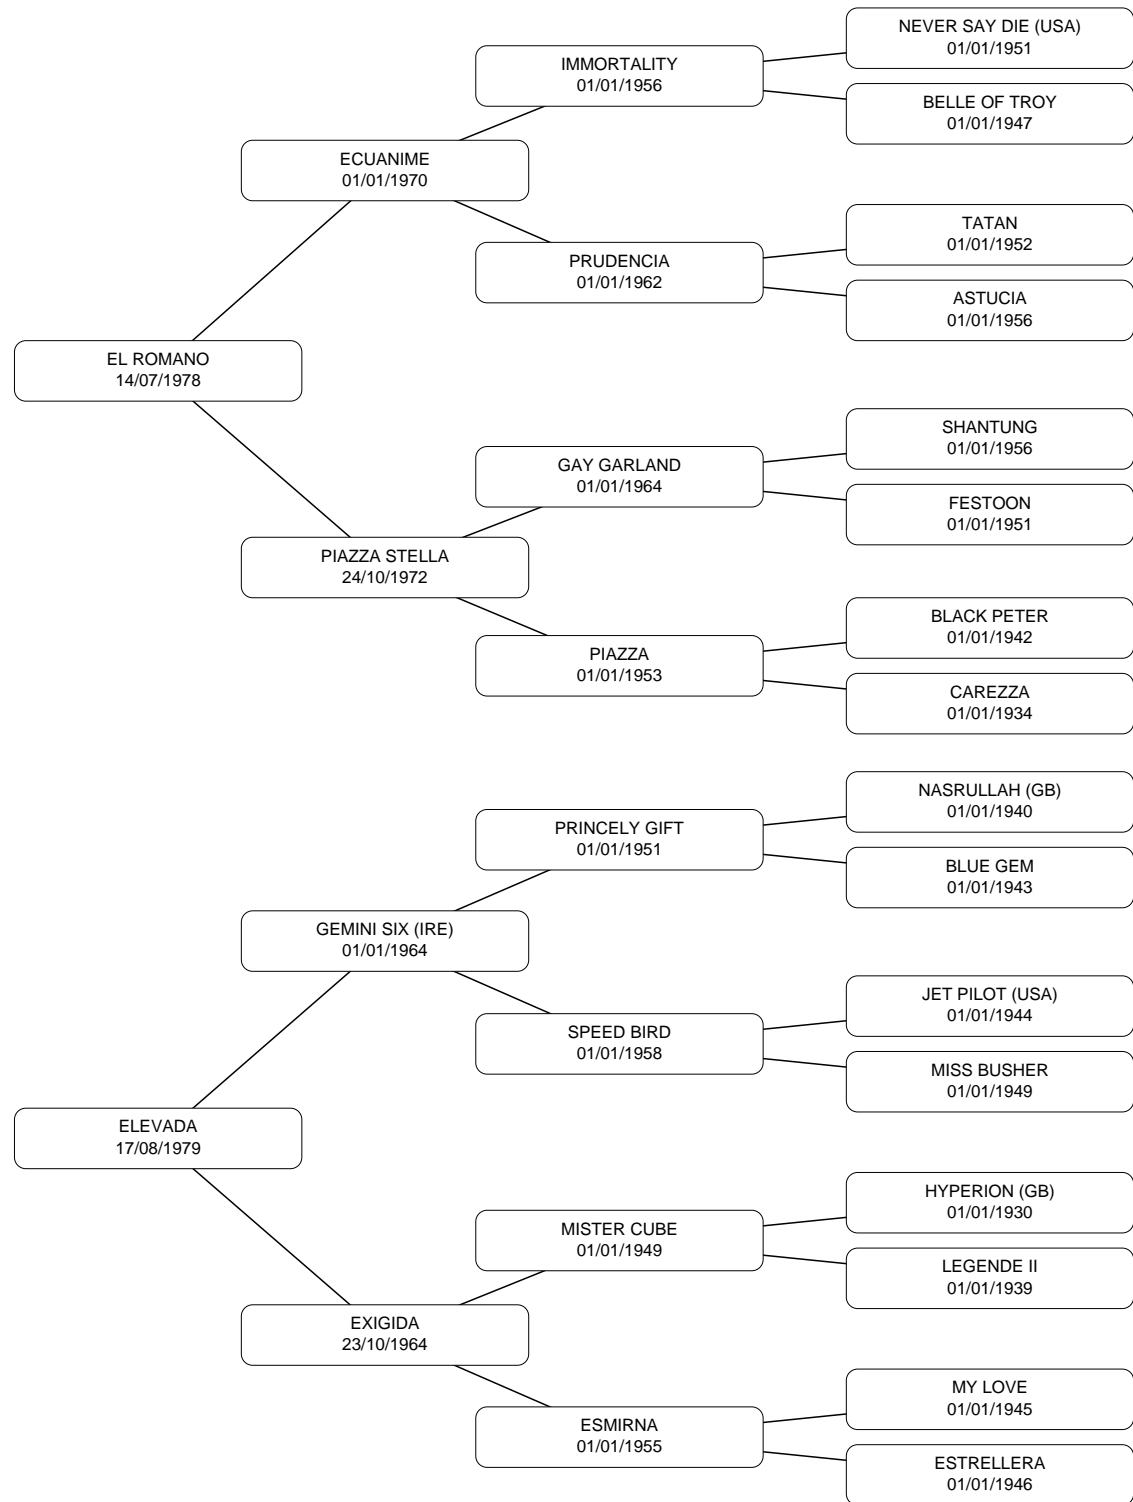 NEVER SAY DIE (USA)
01/01/1951
IMMORTALITY
01/01/1956
BELLE OF TROY
01/01/1947
ECUANIME
01/01/1970
TATAN
01/01/1952
PRUDENCIA
01/01/1962
ASTUCIA
01/01/1956
EL ROMANO
14/07/1978
SHANTUNG
01/01/1956
GAY GARLAND
01/01/1964
FESTOON
01/01/1951
PIAZZA STELLA
24/10/1972
BLACK PETER
01/01/1942
PIAZZA
01/01/1953
CAREZZA
01/01/1934
NASRULLAH (GB)
01/01/1940
PRINCELY GIFT
01/01/1951
BLUE GEM
01/01/1943
GEMINI SIX (IRE)
01/01/1964
JET PILOT (USA)
01/01/1944
SPEED BIRD
01/01/1958
MISS BUSHER
01/01/1949
ELEVADA
17/08/1979
HYPERION (GB)
01/01/1930
MISTER CUBE
01/01/1949
LEGENDE II
01/01/1939
EXIGIDA
23/10/1964
MY LOVE
01/01/1945
ESMIRNA
01/01/1955
ESTRELLERA
01/01/1946